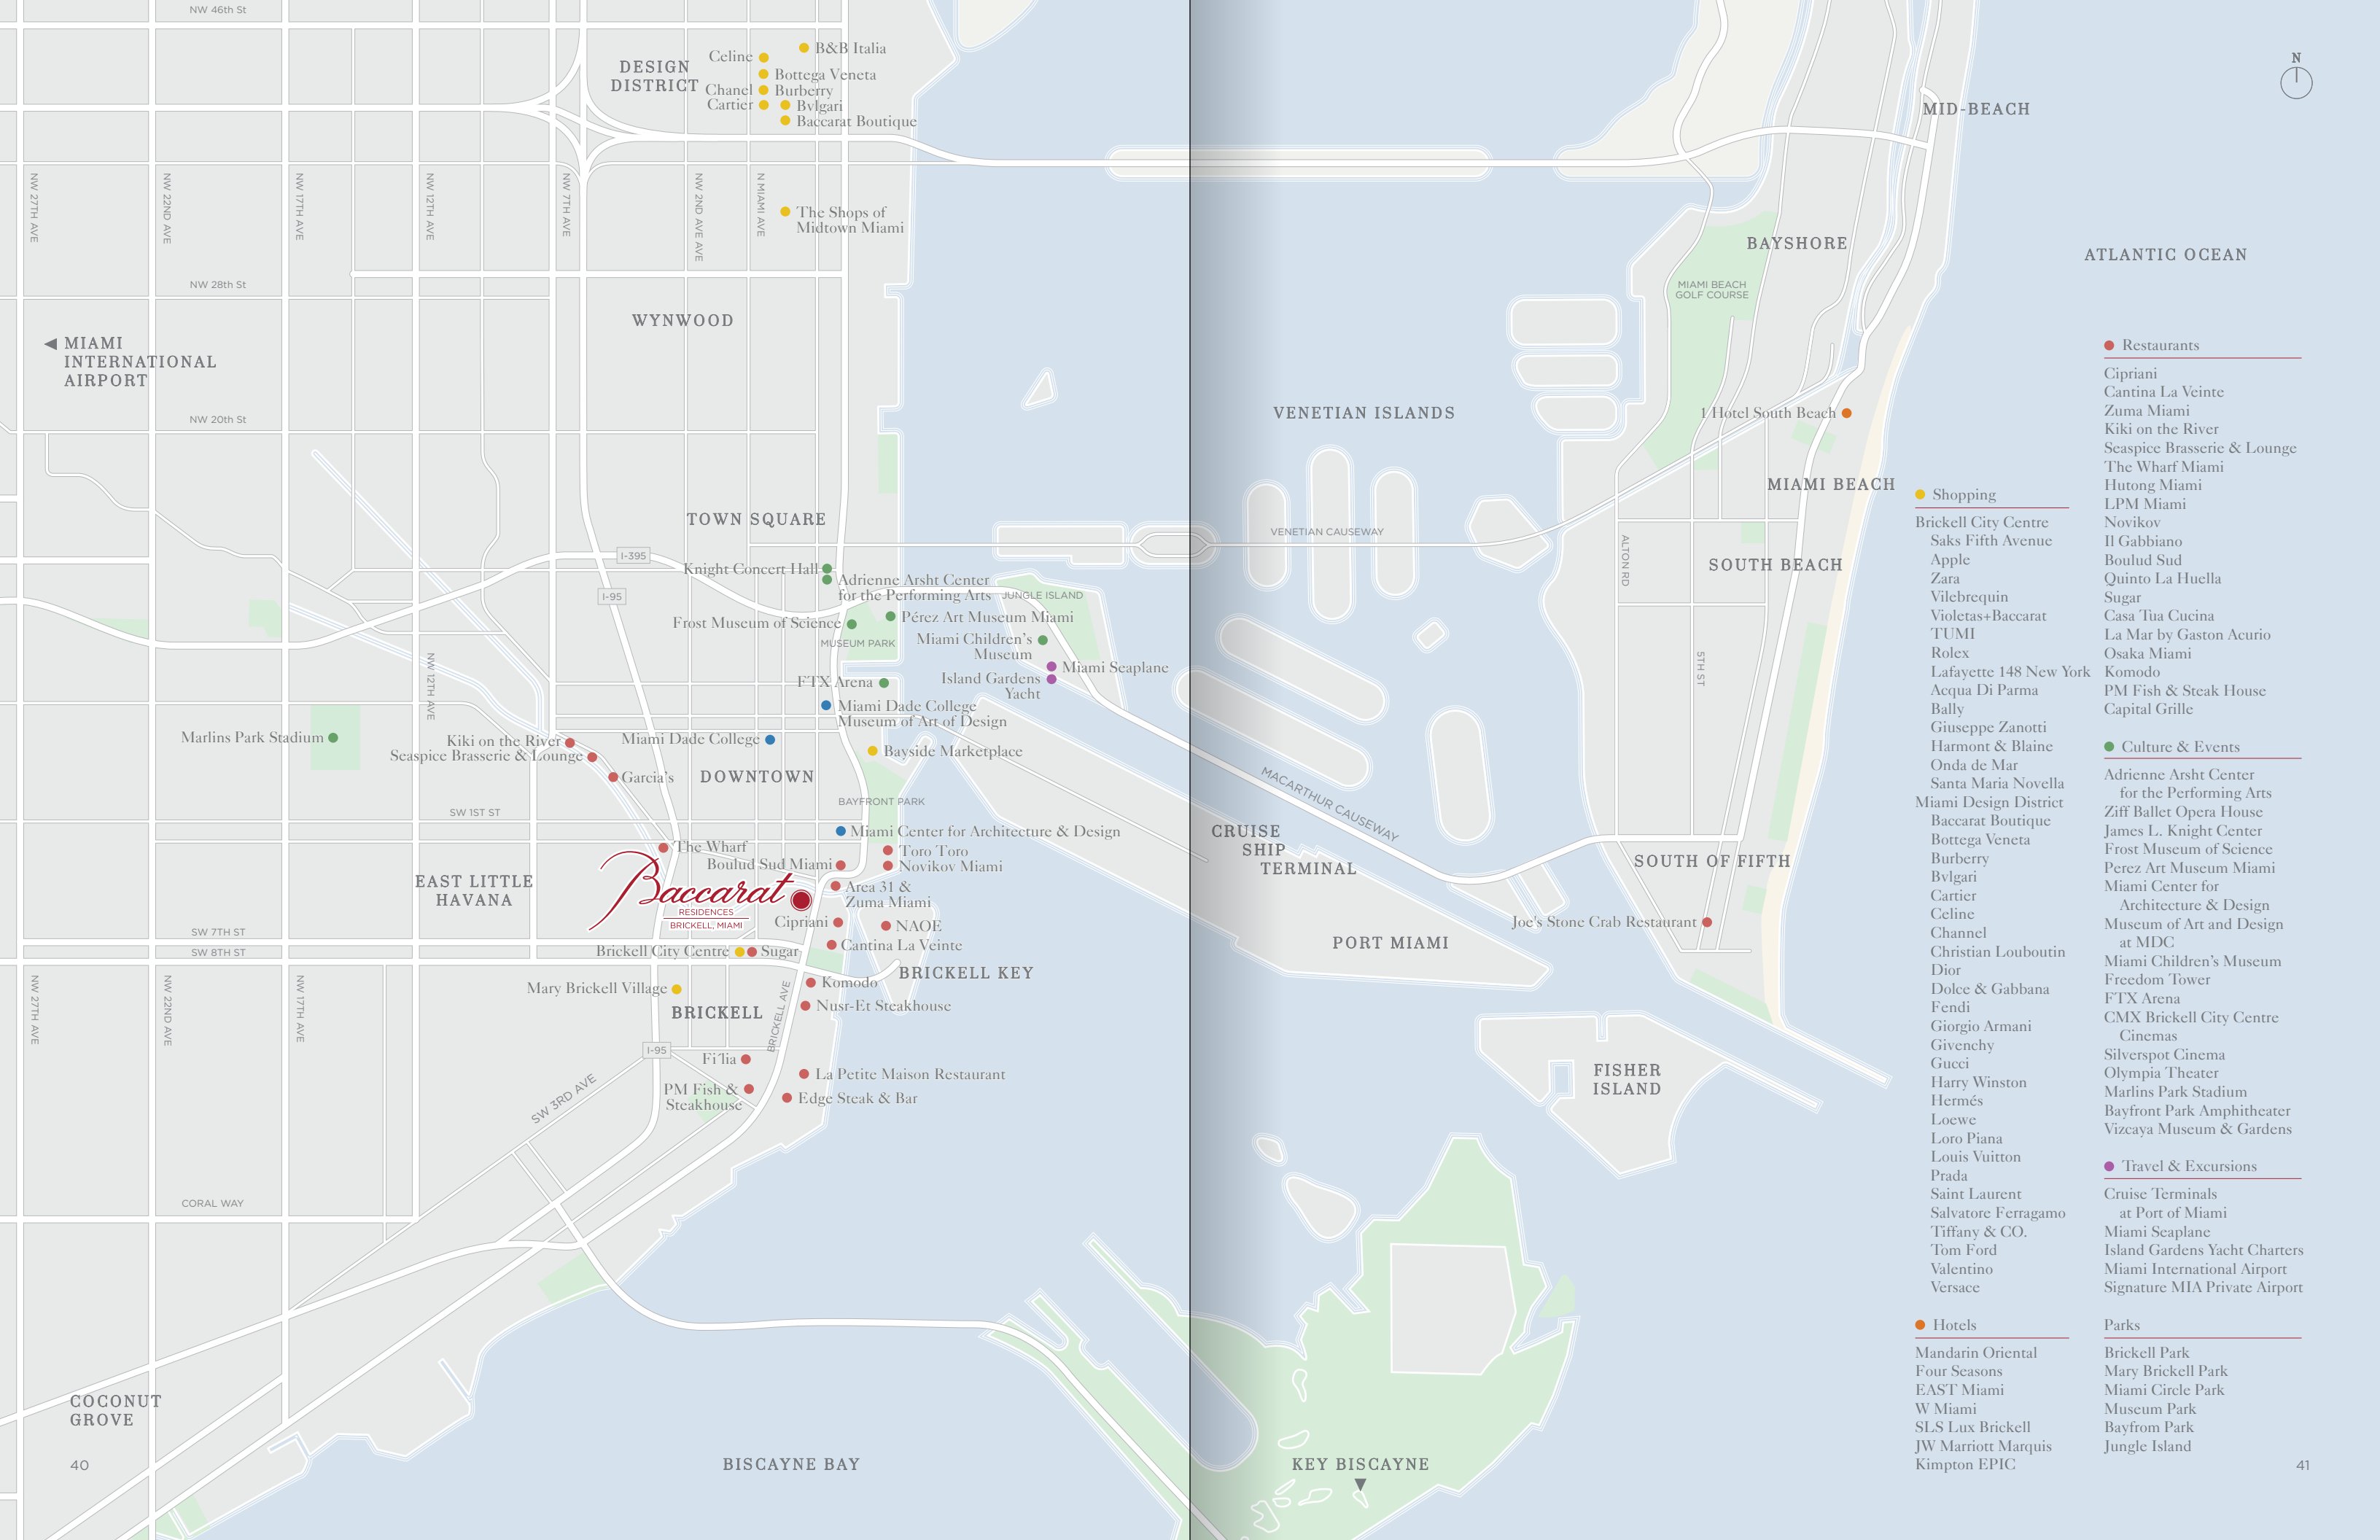 NW 46th St
DESIGN
DISTRICT
Celine
B&B Italia
Bottega Veneta
Chanel
Burberry
Cartier
Bvlgari
Baccarat Boutique
N
MID-BEACH
NW 27TH AVE
NW 22ND AVE
NW 17TH AVE
NW 12TH AVE
NW 7TH AVE
NW 2ND AVE AVE
N MIAMI AVE
The Shops of
Midtown Miami
BAYSHORE
ATLANTIC OCEAN
MIAMI BEACH
GOLF COURSE
NW 28th St
WYNWOOD
MIAMI
INTERNATIONAL
AIRPORT
NW 20th St
VENETIAN ISLANDS
1 Hotel South Beach
MIAMI BEACH
TOWN SQUARE
VENETIAN CAUSEWAY
ALTON RD
SOUTH BEACH
I-395
I-95
Knight Concert Hall
Adrienne Arsht Center
for the Performing Arts
JUNGLE ISLAND
Frost Museum of Science
Pérez Art Museum Miami
MUSEUM PARK
Miami Children's
Museum
Miami Seaplane
Island Gardens
Yacht
NW 12TH AVE
5TH ST
FTX Arena
Miami Dade College
Museum of Art of Design
Marlins Park Stadium
Kiki on the River
Seaspice Brasserie & Lounge
Garcia's
Miami Dade College
Bayside Marketplace
DOWNTOWN
BAYFRONT PARK
MACARTHUR CAUSEWAY
SW 1ST ST
Miami Center for Architecture & Design
The Wharf
Toro Toro
Boulud Sud Miami
Novikov Miami
CRUISE
SHIP
TERMINAL
SOUTH OF FIFTH
EAST LITTLE
HAVANA
Baccarat
RESIDENCES
BRICKELL, MIAMI
Area 31 &
Zuma Miami
Cipriani
NAOE
Joe's Stone Crab Restaurant
SW 7TH ST
SW 8TH ST
Brickell City Centre
Sugar
Cantina La Veinte
PORT MIAMI
BRICKELL KEY
NW 27TH AVE
NW 22ND AVE
NW 17TH AVE
Mary Brickell Village
Komodo
BRICKELL
Nusr-Et Steakhouse
BRICKELL AVE
I-95
Fi'lia
La Petite Maison Restaurant
PM Fish &
Steakhouse
Edge Steak & Bar
SW 3RD AVE
FISHER
ISLAND
CORAL WAY
COCONUT
GROVE
40
BISCAYNE BAY
KEY BISCAYNE
Shopping
Brickell City Centre
Saks Fifth Avenue
Apple
Zara
Vilebrequin
Violetas+Baccarat
TUMI
Rolex
Lafayette 148 New York
Acqua Di Parma
Bally
Giuseppe Zanotti
Harmont & Blaine
Onda de Mar
Santa Maria Novella
Miami Design District
Baccarat Boutique
Bottega Veneta
Burberry
Bvlgari
Cartier
Celine
Channel
Christian Louboutin
Dior
Dolce & Gabbana
Fendi
Giorgio Armani
Givenchy
Gucci
Harry Winston
Hermés
Loewe
Loro Piana
Louis Vuitton
Prada
Saint Laurent
Salvatore Ferragamo
Tiffany & CO.
Tom Ford
Valentino
Versace
Hotels
Mandarin Oriental
Four Seasons
EAST Miami
W Miami
SLS Lux Brickell
JW Marriott Marquis
Kimpton EPIC
Restaurants
Cipriani
Cantina La Veinte
Zuma Miami
Kiki on the River
Seaspice Brasserie & Lounge
The Wharf Miami
Hutong Miami
LPM Miami
Novikov
Il Gabbiano
Boulud Sud
Quinto La Huella
Sugar
Casa Tua Cucina
La Mar by Gaston Acurio
Osaka Miami
Komodo
PM Fish & Steak House
Capital Grille
Culture & Events
Adrienne Arsht Center
for the Performing Arts
Ziff Ballet Opera House
James L. Knight Center
Frost Museum of Science
Perez Art Museum Miami
Miami Center for
Architecture & Design
Museum of Art and Design
at MDC
Miami Children's Museum
Freedom Tower
FTX Arena
CMX Brickell City Centre
Cinemas
Silverspot Cinema
Olympia Theater
Marlins Park Stadium
Bayfront Park Amphitheater
Vizcaya Museum & Gardens
Travel & Excursions
Cruise Terminals
at Port of Miami
Miami Seaplane
Island Gardens Yacht Charters
Miami International Airport
Signature MIA Private Airport
Parks
Brickell Park
Mary Brickell Park
Miami Circle Park
Museum Park
Bayfrom Park
Jungle Island
41